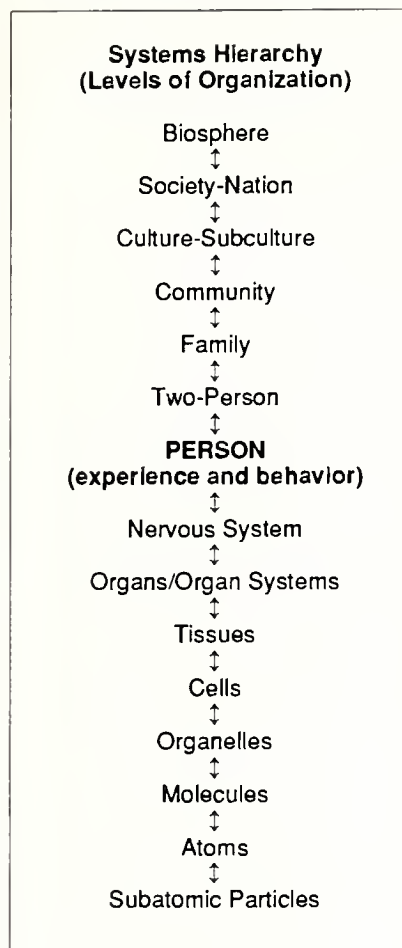 Systems Hierarchy
(Levels of Organization)
Biosphere
↕
Society-Nation
↕
Culture-Subculture
↕
Community
↕
Family
↕
Two-Person
↕
PERSON
(experience and behavior)
↕
Nervous System
↕
Organs/Organ Systems
↕
Tissues
↕
Cells
↕
Organelles
↕
Molecules
↕
Atoms
↕
Subatomic Particles